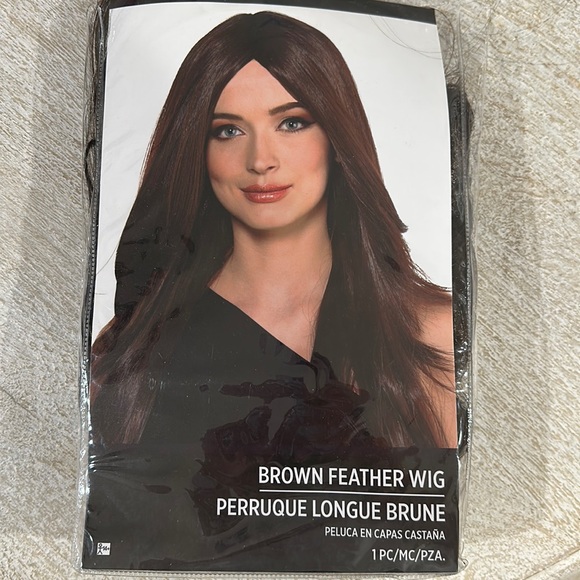 BROWN FEATHER WIG
PERRUQUE LONGUE BRUNE
PELUCA EN CAPAS CASTAÑA
1 PC/MC/PZA.